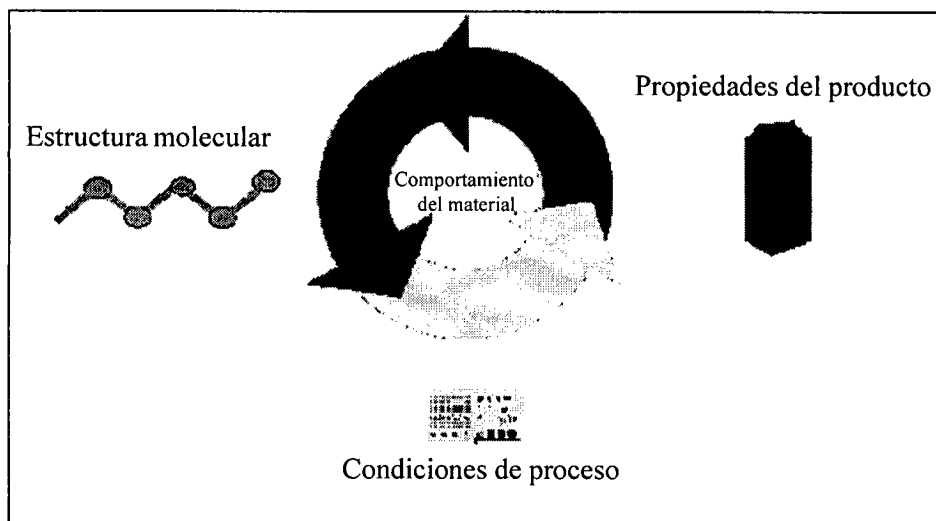 Propiedades del producto
Estructura molecular
Comportamiento
del material
Condiciones de proceso